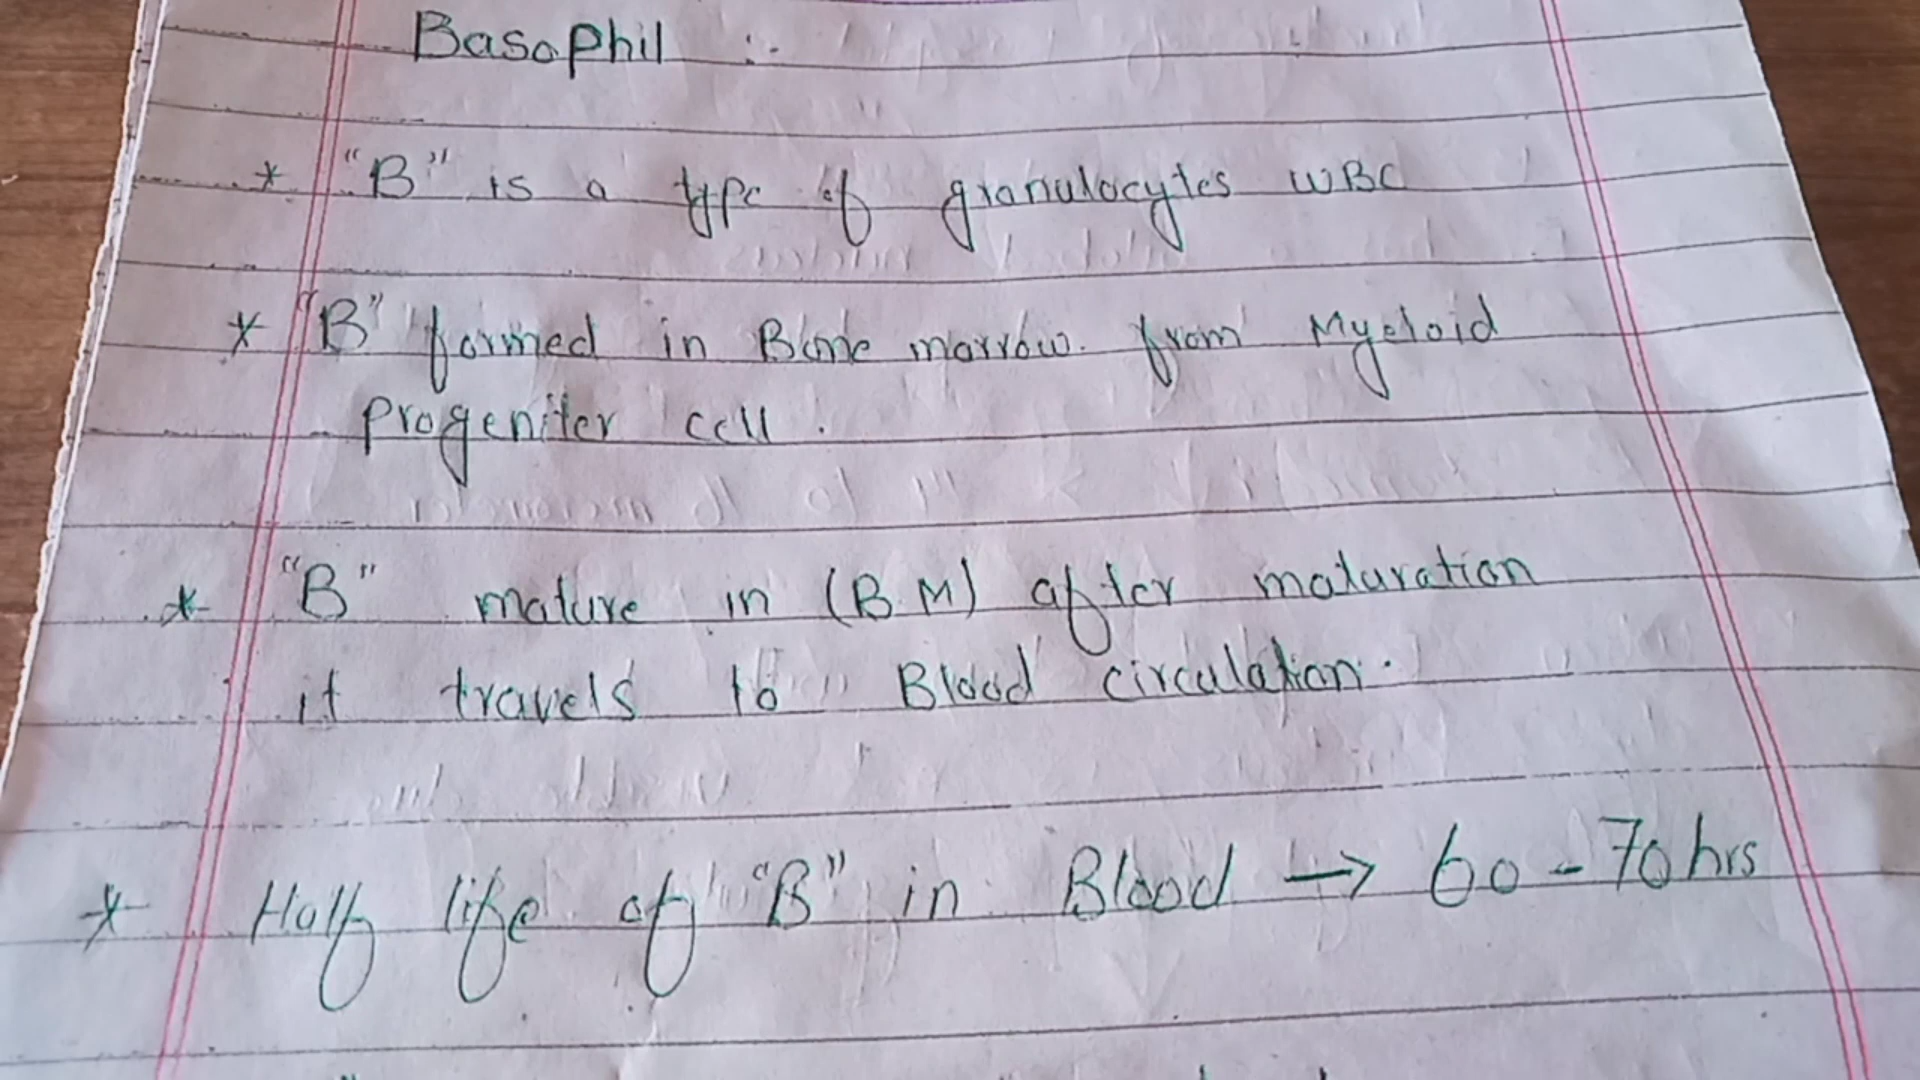 Basophil :-
* "B" is a type of granulocytes WBC
* "B" formed in Bone marrow. from Myeloid
progeniter cell.
* "B" mature in (B.M) after maturation
it travels to Blood circulation.
* Half life of "B" in Blood → 60-70 hrs